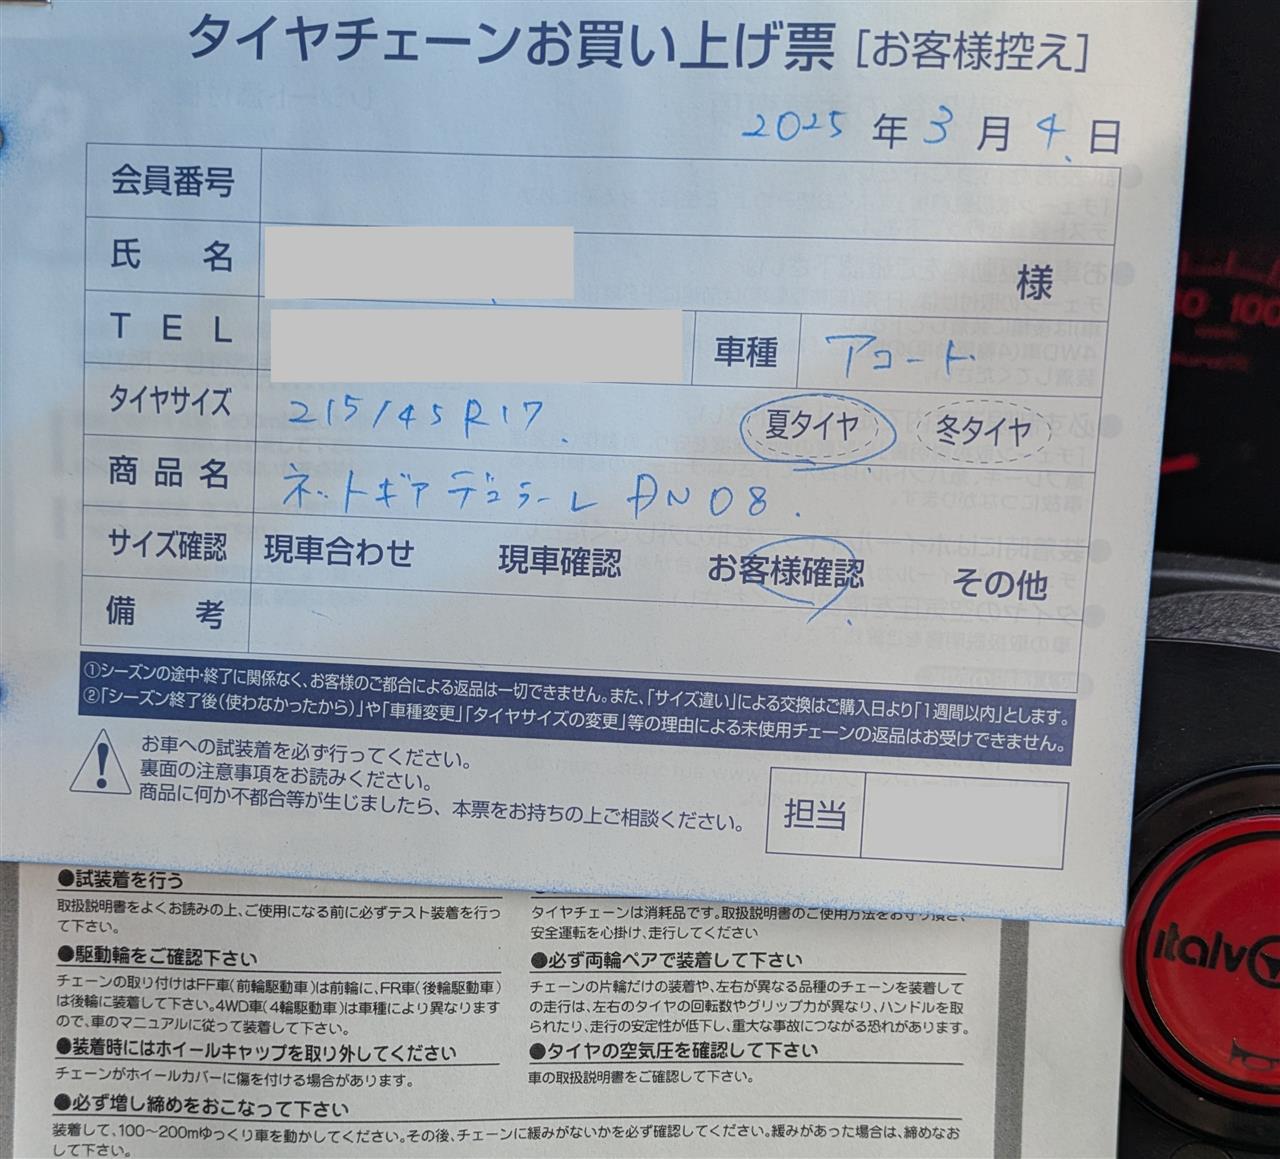 タイヤチェーンお買い上げ票 [お客様控え]
2025 年 3 月 4 日
会員番号
氏 名 様
TEL 車種 アコード
タイヤサイズ 215/45R17 夏タイヤ 冬タイヤ
商品名 ネットギア デュラーレ DN08
サイズ確認 現車合わせ 現車確認 お客様確認 その他
備 考
①シーズンの途中・終了に関係なく、お客様のご都合による返品は一切できません。また、「サイズ違い」による交換はご購入日より「1週間以内」とします。
②「シーズン終了後(使わなかったから)」や「車種変更」「タイヤサイズの変更」等の理由による未使用チェーンの返品はお受けできません。
お車への試装着を必ず行ってください。
裏面の注意事項をお読みください。
商品に何か不都合等が生じましたら、本票をお持ちの上ご相談ください。
担当
●試装着を行う
取扱説明書をよくお読みの上、ご使用になる前に必ずテスト装着を行っ
て下さい。
●駆動輪をご確認下さい
チェーンの取り付けはFF車(前輪駆動車)は前輪に、FR車(後輪駆動車)
は後輪に装着して下さい。4WD車(4輪駆動車)は車種により異なります
ので、車のマニュアルに従って装着して下さい。
●装着時にはホイールキャップを取り外してください
チェーンがホイールカバーに傷を付ける場合があります。
タイヤチェーンは消耗品です。取扱説明書のご使用方法をお守り頂き、
安全運転を心掛け、走行してください
●必ず両輪ペアで装着して下さい
チェーンの片輪だけの装着や、左右が異なる品種のチェーンを装着して
の走行は、左右のタイヤの回転数やグリップ力が異なり、ハンドルを取
られたり、走行の安定性が低下し、重大な事故につながる恐れがあります。
●タイヤの空気圧を確認して下さい
車の取扱説明書をご確認して下さい。
●必ず増し締めをおこなって下さい
装着して、100〜200mゆっくり車を動かしてください。その後、チェーンに緩みがないかを必ず確認してください。緩みがあった場合は、締めなお
して下さい。
italv
100